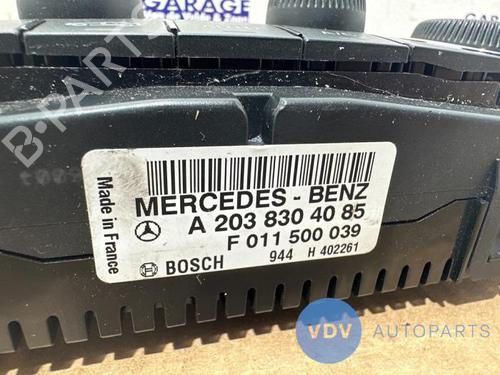 GARAGE
B-PARTS
Made in France
MERCEDES - BENZ
A 203 830 40 85
F 011 500 039
BOSCH 944 H 402261
VDV AUTOPARTS